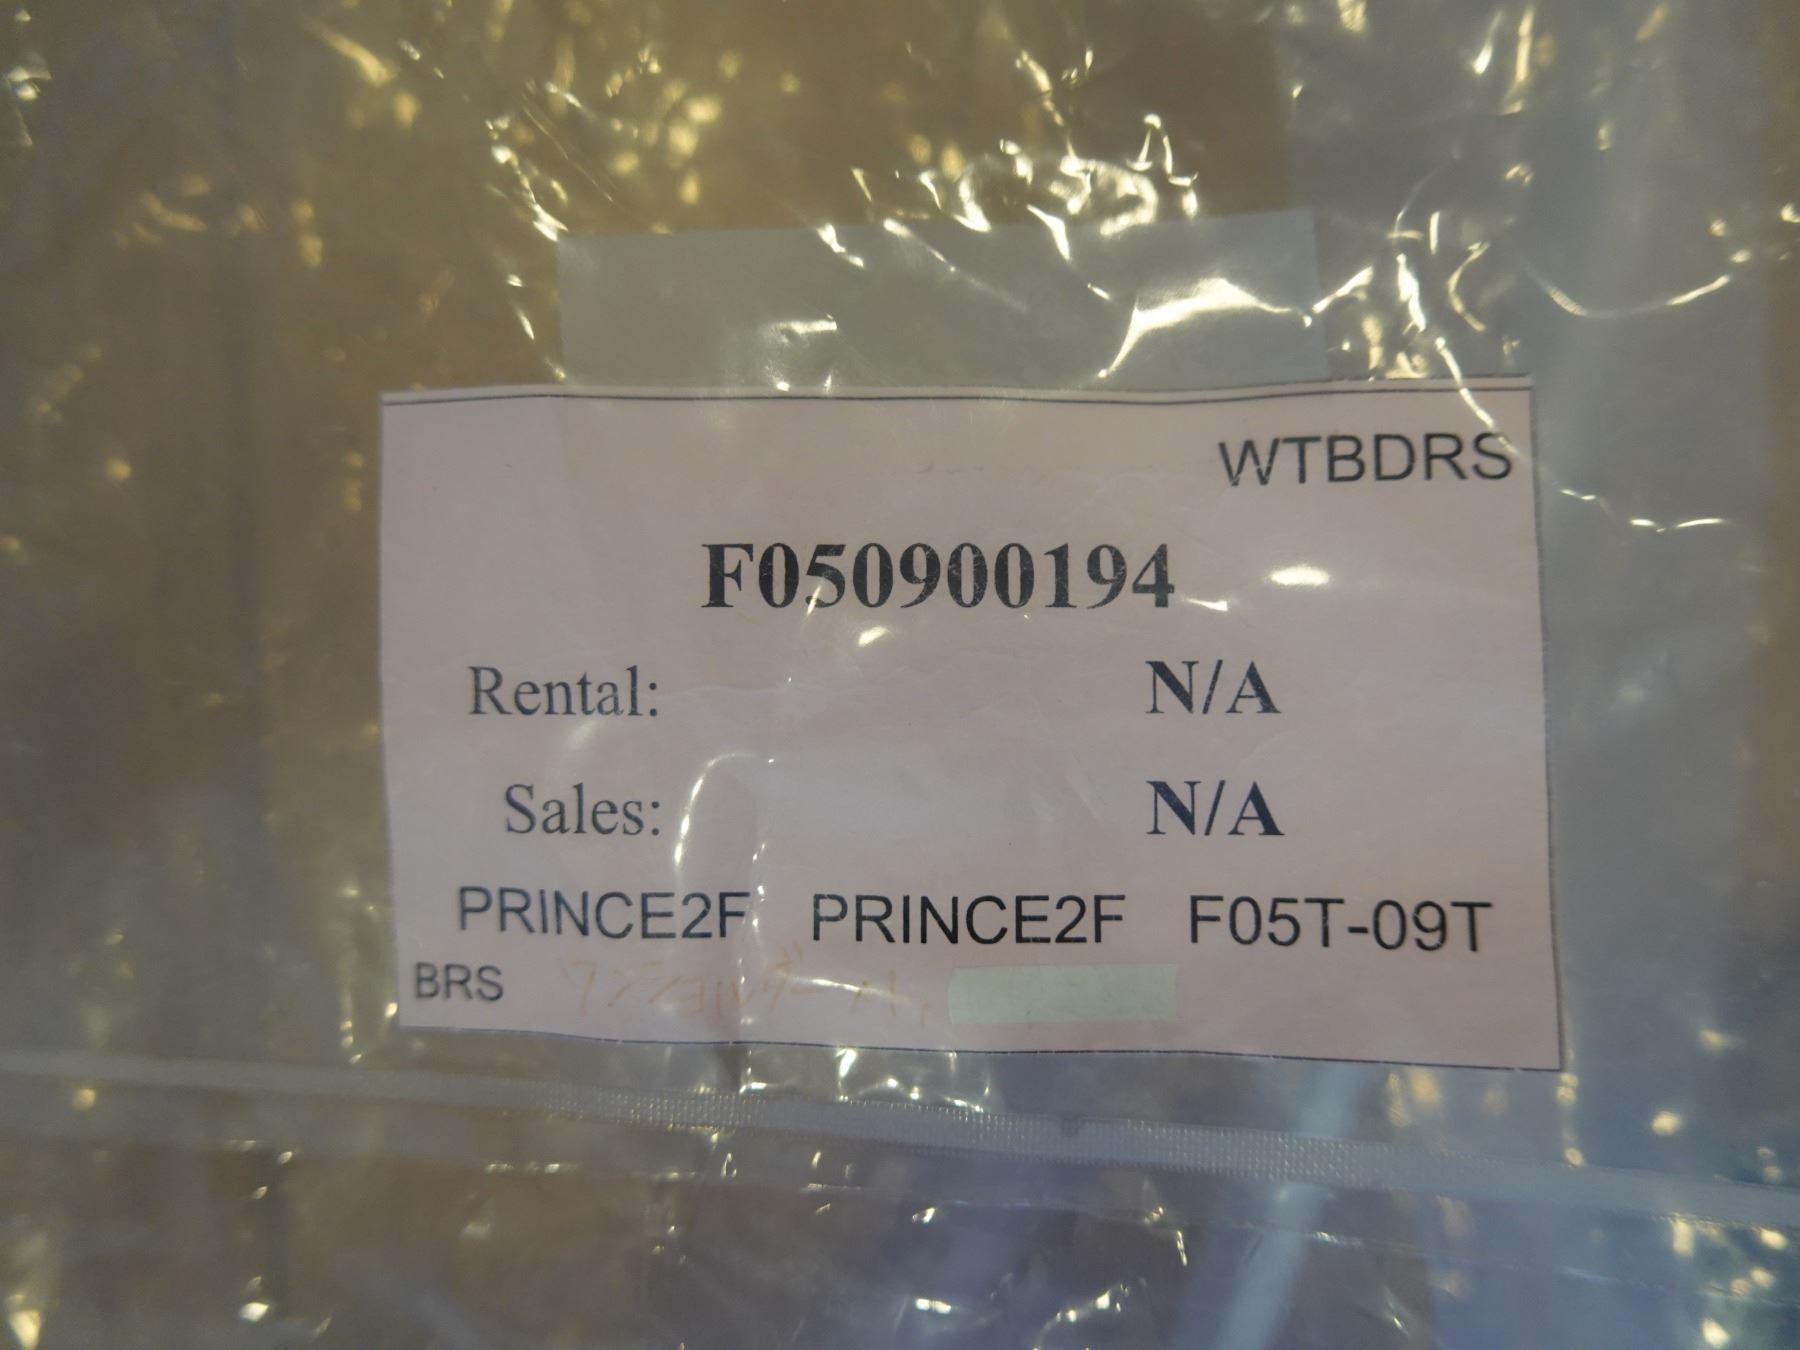 WTBDRS
F050900194
Rental: N/A
Sales: N/A
PRINCE2F PRINCE2F F05T-09T
BRS